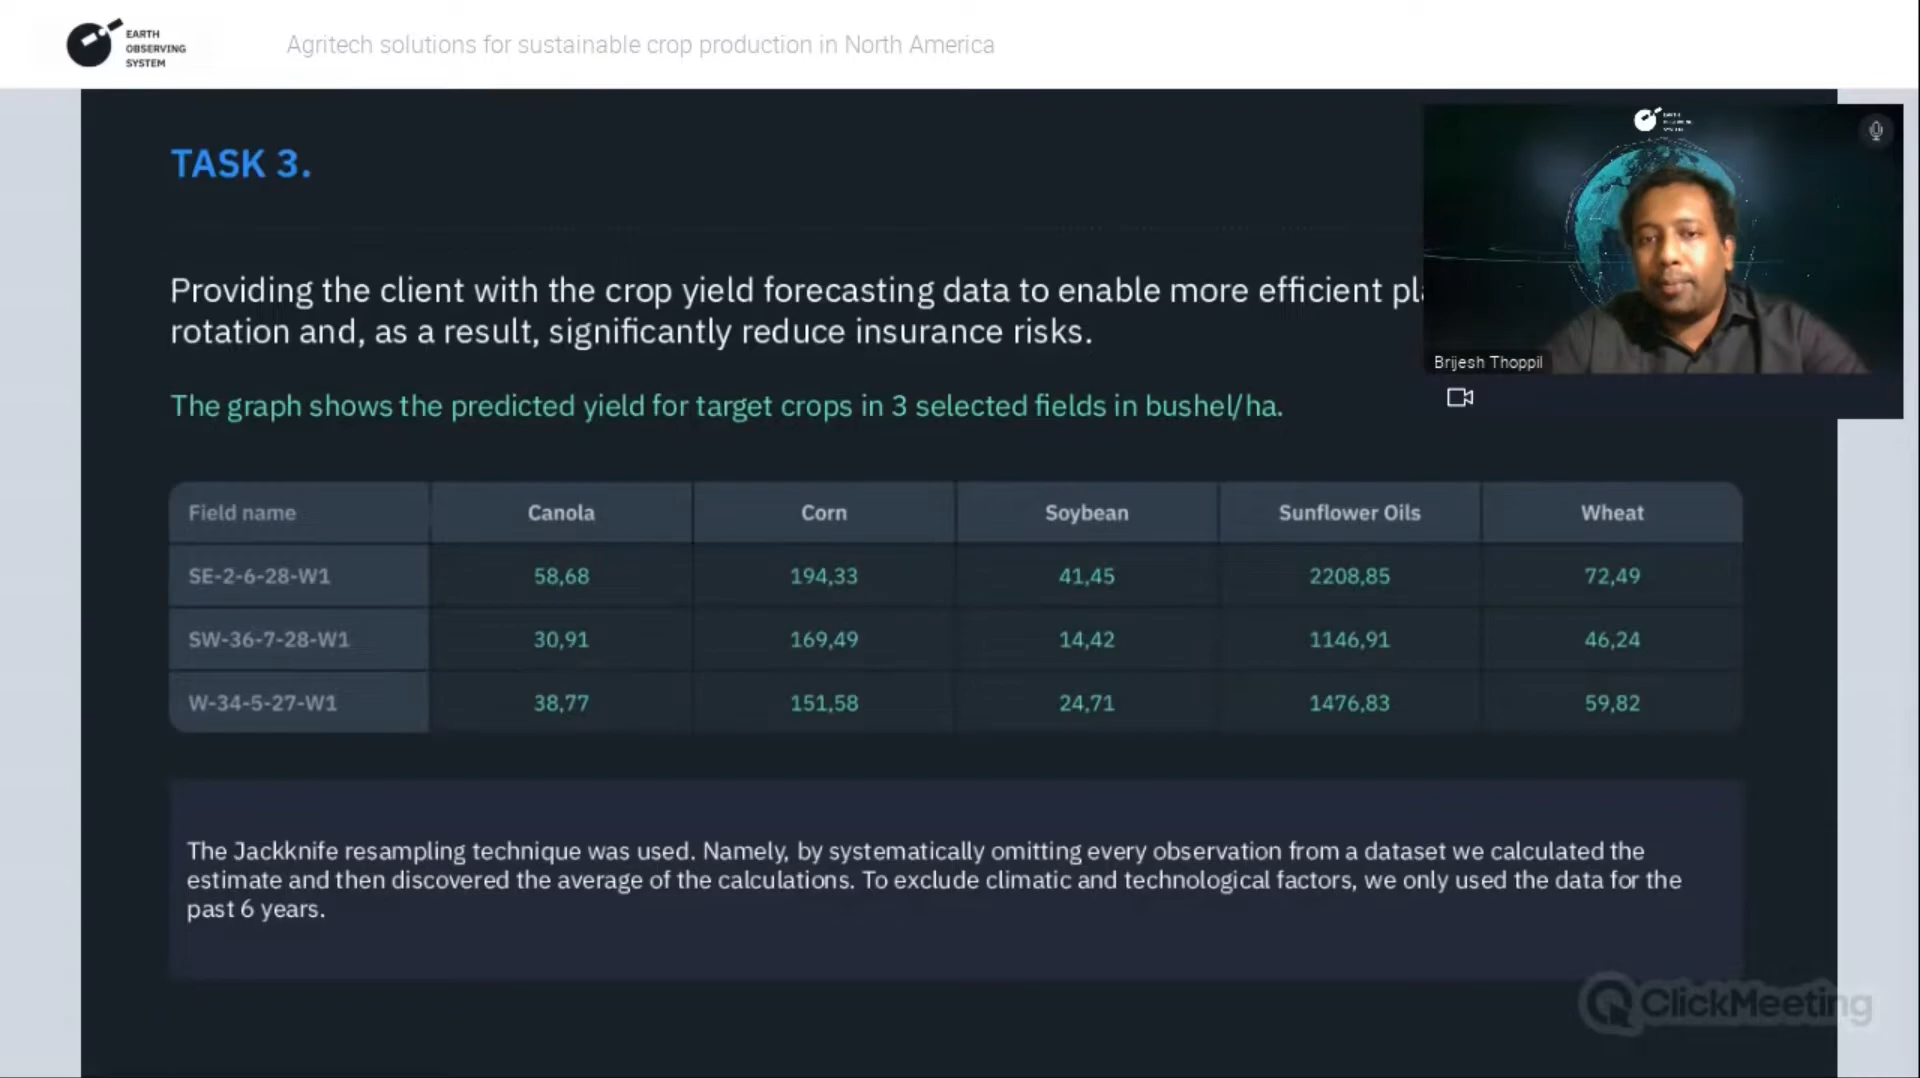 EARTH
OBSERVING
SYSTEM
Agritech solutions for sustainable crop production in North America
TASK 3.
Providing the client with the crop yield forecasting data to enable more efficient
rotation and, as a result, significantly reduce insurance risks.
Brijesh Thoppil
The graph shows the predicted yield for target crops in 3 selected fields in bushel/ha.
Field name Canola Corn Soybean Sunflower Oils Wheat
SE-2-6-28-W1 58,68 194,33 41,45 2208,85 72,49
SW-36-7-28-W1 30,91 169,49 14,42 1146,91 46,24
W-34-5-27-W1 38,77 151,58 24,71 1476,83 59,82
The Jackknife resampling technique was used. Namely, by systematically omitting every observation from a dataset we calculated the
estimate and then discovered the average of the calculations. To exclude climatic and technological factors, we only used the data for the
past 6 years.
ClickMeeting